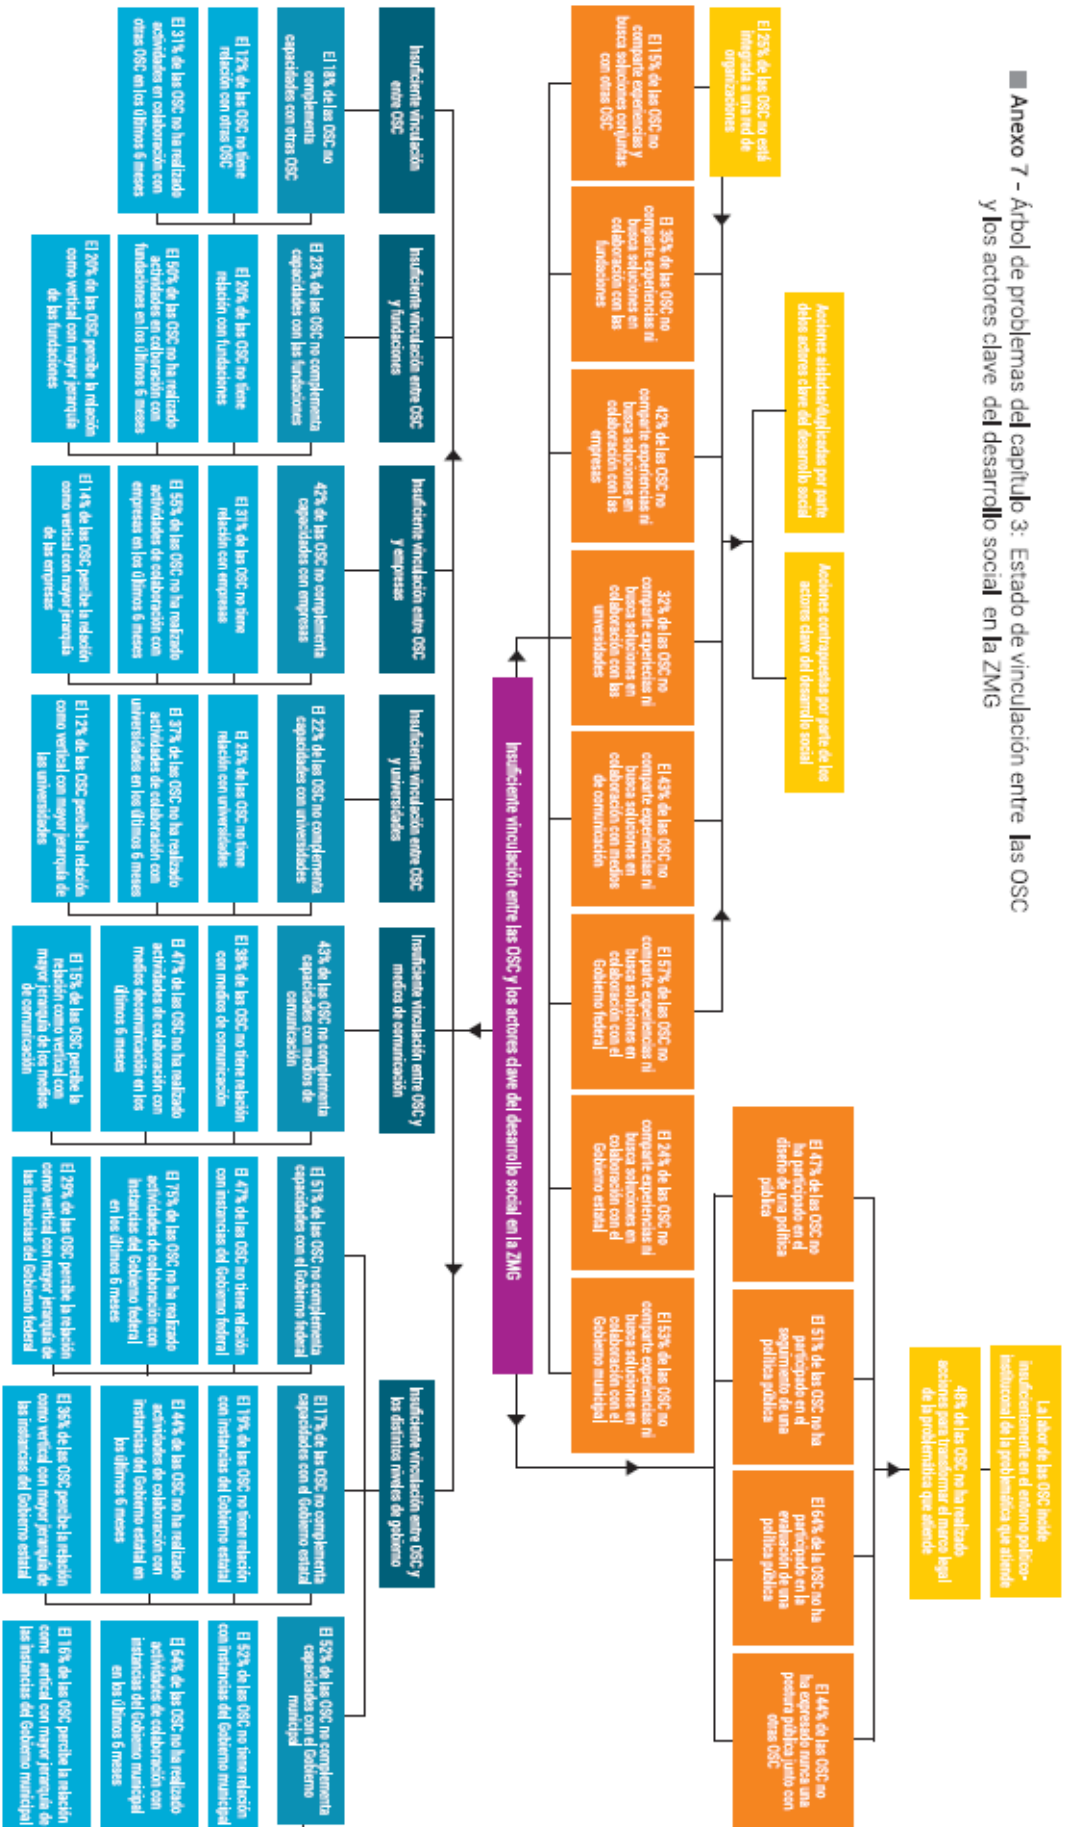 Anexo 7 - Árbol de problemas del capítulo 3: Estado de vinculación entre las OSC
y los actores clave del desarrollo social en la ZMG
La labor de las OSC incide
insuficientemente en el entorno político-
institucional de la problemática que atiende
48% de las OSC no ha realizado
acciones para transformar el marco legal
de la problemática que atiende
Acciones aisladas/duplicadas por parte
delos actores clave del desarrollo social
Acciones contrapuestas por parte de los
actores clave del desarrollo social
El 25% de las OSC no está
integrada a una red de
organizaciones
El 47% de las OSC no
ha participado en el
diseño de una política
pública
El 51% de las OSC no ha
participado en el
seguimiento de una
política pública
El 64% de la OSC no ha
participado en la
evaluación de una
política pública
El 44% de las OSC no
ha expresado nunca una
postura pública junto con
otras OSC
El 15% de las OSC no
comparte experiencias y
busca soluciones conjuntas
con otras OSC
El 35% de las OSC no
comparte experiencias ni
busca soluciones en
colaboración con las
fundaciones
42% de las OSC no
comparte experiencias ni
busca soluciones en
colaboración con las
empresas
32% de las OSC no
comparte experiecias ni
busca soluciones en
colaboración con las
unversidades
El 43% de las OSC no
comparte experiencias ni
busca soluciones en
colaboración con medios
de comunicación
El 57% de las OSC no
comparte experiencias ni
busca soluciones en
colaboración con el
Gobierno federal
El 24% de las OSC no
comparte experiencias ni
busca soluciones en
colaboración con el
Gobierno estatal
El 53% de las OSC no
comparte experiencias ni
busca soluciones en
colaboración con el
Gobierno municipal
Insuficiente vinculación entre las OSC y los actores clave del desarrollo social en la ZMG
Insuficiente vinculación
entre OSC
Insuficiente vinculación entre OSC
y fundaciones
Insuficiente vinculación entre OSC
y empresas
Insuficiente vinculación entre OSC
y universidades
Insuficiente vinculación entre OSC y
medios de comunicación
Insuficiente vinculación entre OSC y
los distintos niveles de gobierno
El 18% de las OSC no
complementa
capacidades con otras OSC
El 23% de las OSC no complementa
capacidades con las fundaciones
42% de las OSC no complementa
capacidades con empresas
El 22% de las OSC no complementa
capacidades con universidades
43% de las OSC no complementa
capacidades con medios de
comunicación
El 51% de las OSC no complementa
capacidades con el Gobierno federal
El 17% de las OSC no complementa
capacidades con el Gobierno estatal
El 52% de las OSC no complementa
capacidades con el Gobierno
municipal
El 12% de las OSC no tiene
relación con otras OSC
El 20% de las OSC no tiene
relación con fundaciones
El 31% de las OSC no tiene
relación con empresas
El 25% de las OSC no tiene
relación con universidades
El 38% de las OSC no tiene relación
con medios de comunicación
El 47% de las OSC no tiene relación
con instancias del Gobierno federal
El 19% de las OSC no tiene relación
con instancias del Gobierno estatal
El 52% de las OSC no tiene relación
con instancias del Gobierno municipal
El 31% de las OSC no ha realizado
actividades en colaboración con
otras OSC en los últimos 6 meses
El 50% de las OSC no ha realizado
actividades en colboración con
fundaciones en los últimos 6 meses
El 55% de las OSC no ha realizado
actividades de colaboración con
empresas en los últimos 6 meses
El 37% de las OSC no ha realizado
actividades de colaboración con
universidades en los últimos 6 meses
El 47% de las OSC no ha realizado
actividades de colaboración con
medios decomunicación en los
últimos 6 meses
El 75% de las OSC no ha realizado
actividades de colaboración con
instancias del Gobierno federal
en los últimos 6 meses
El 44% de las OSC no ha realizado
actividades de colaboración con
instancias del Gobierno estatal en
los últimos 6 meses
El 64% de las OSC no ha realizado
actividades de colaboración con
instancias del Gobierno municipal
en los últimos 6 meses
El 20% de las OSC percibe la relación
como vertical con mayor jerarquía
de las fundaciones
El 14% de las OSC percibe la relación
como vertical con mayor jerarquía
de las empresas
El 12% de las OSC percibe la relación
como vertical con mayor jerarquía de
las universidades
El 15% de las OSC percibe la
relación como vertical con
mayor jerarquía de los medios
de comunicación
El 29% de las OSC percibe la relación
como vertical con mayor jerarquía de
las instancias del Gobierno federal
El 36% de las OSC percibe la relación
como vertical con mayor jerarquía de
las instancias del Gobierno estatal
El 16% de las OSC percibe la relación
como vertical con mayor jerarquía de
las instancias del Gobierno municipal